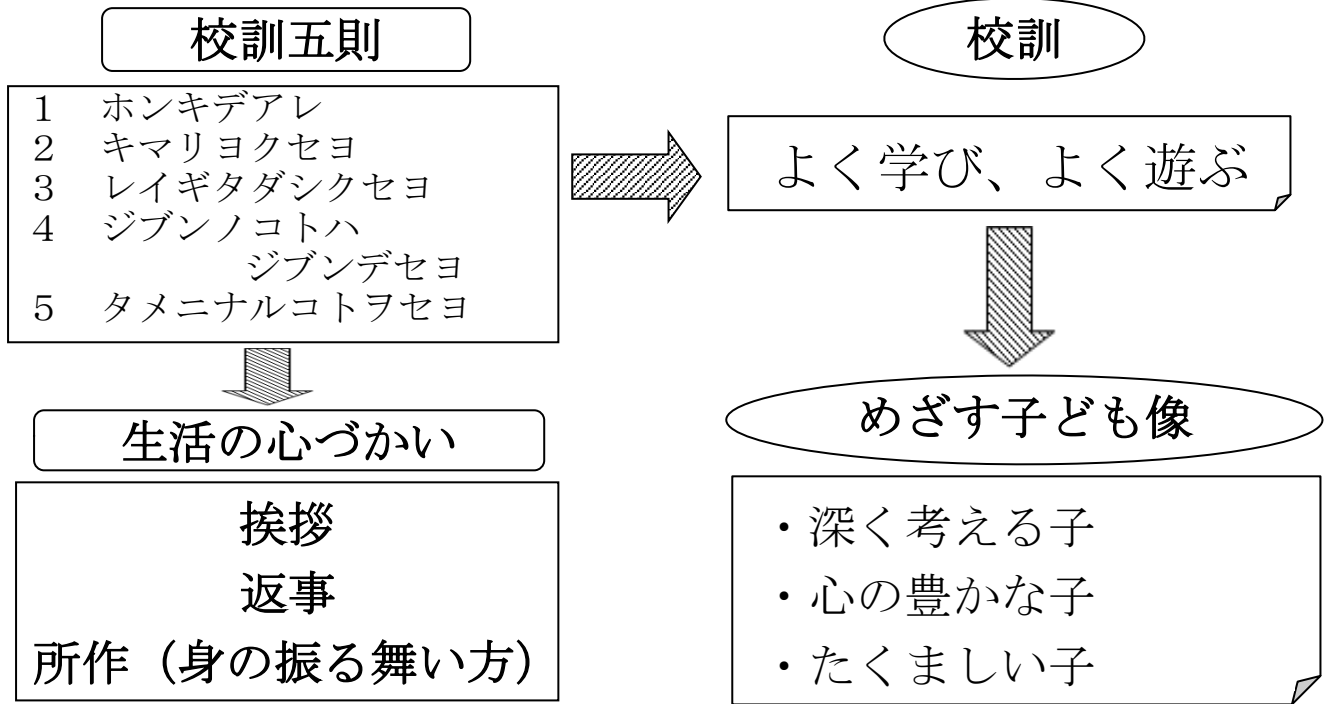 校訓五則
1 ホンキデアレ
2 キマリヨクセヨ
3 レイギタダシクセヨ
4 ジブンノコトハ
ジブンデセヨ
5 タメニナルコトヲセヨ
生活の心づかい
挨拶
返事
所作（身の振る舞い方）
校訓
よく学び、よく遊ぶ
めざす子ども像
・深く考える子
・心の豊かな子
・たくましい子